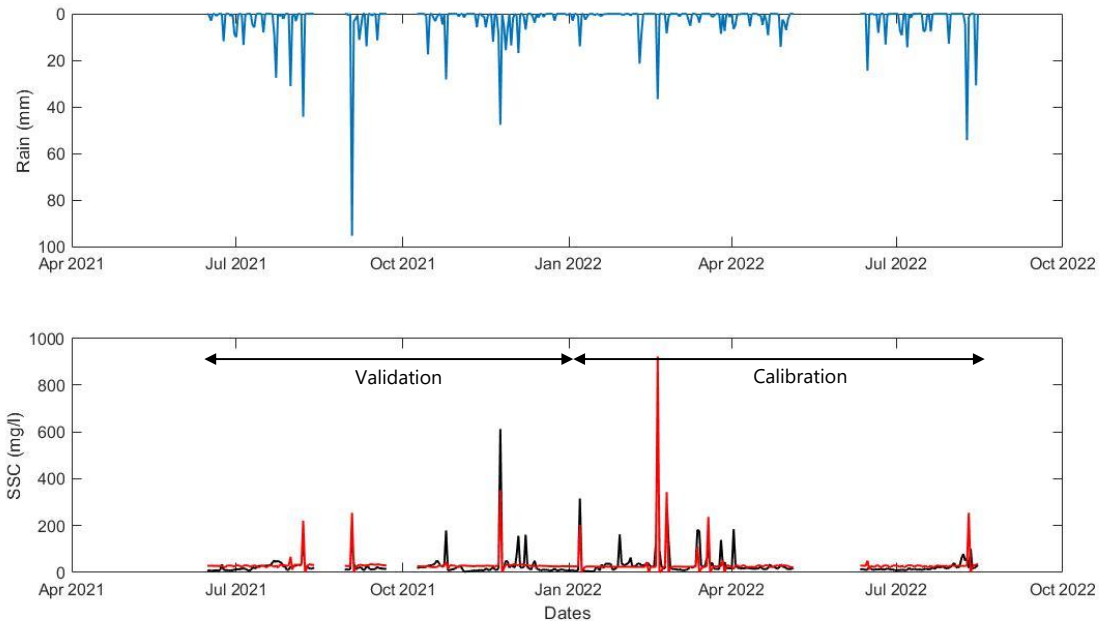 0
20
40
60
80
100
Rain (mm)
Apr 2021 Jul 2021 Oct 2021 Jan 2022 Apr 2022 Jul 2022 Oct 2022
1000
800
600
400
200
0
SSC (mg/l)
Validation Calibration
Apr 2021 Jul 2021 Oct 2021 Jan 2022 Apr 2022 Jul 2022 Oct 2022
Dates